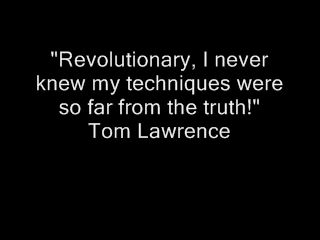 "Revolutionary, I never
knew my techniques were
so far from the truth!"
Tom Lawrence